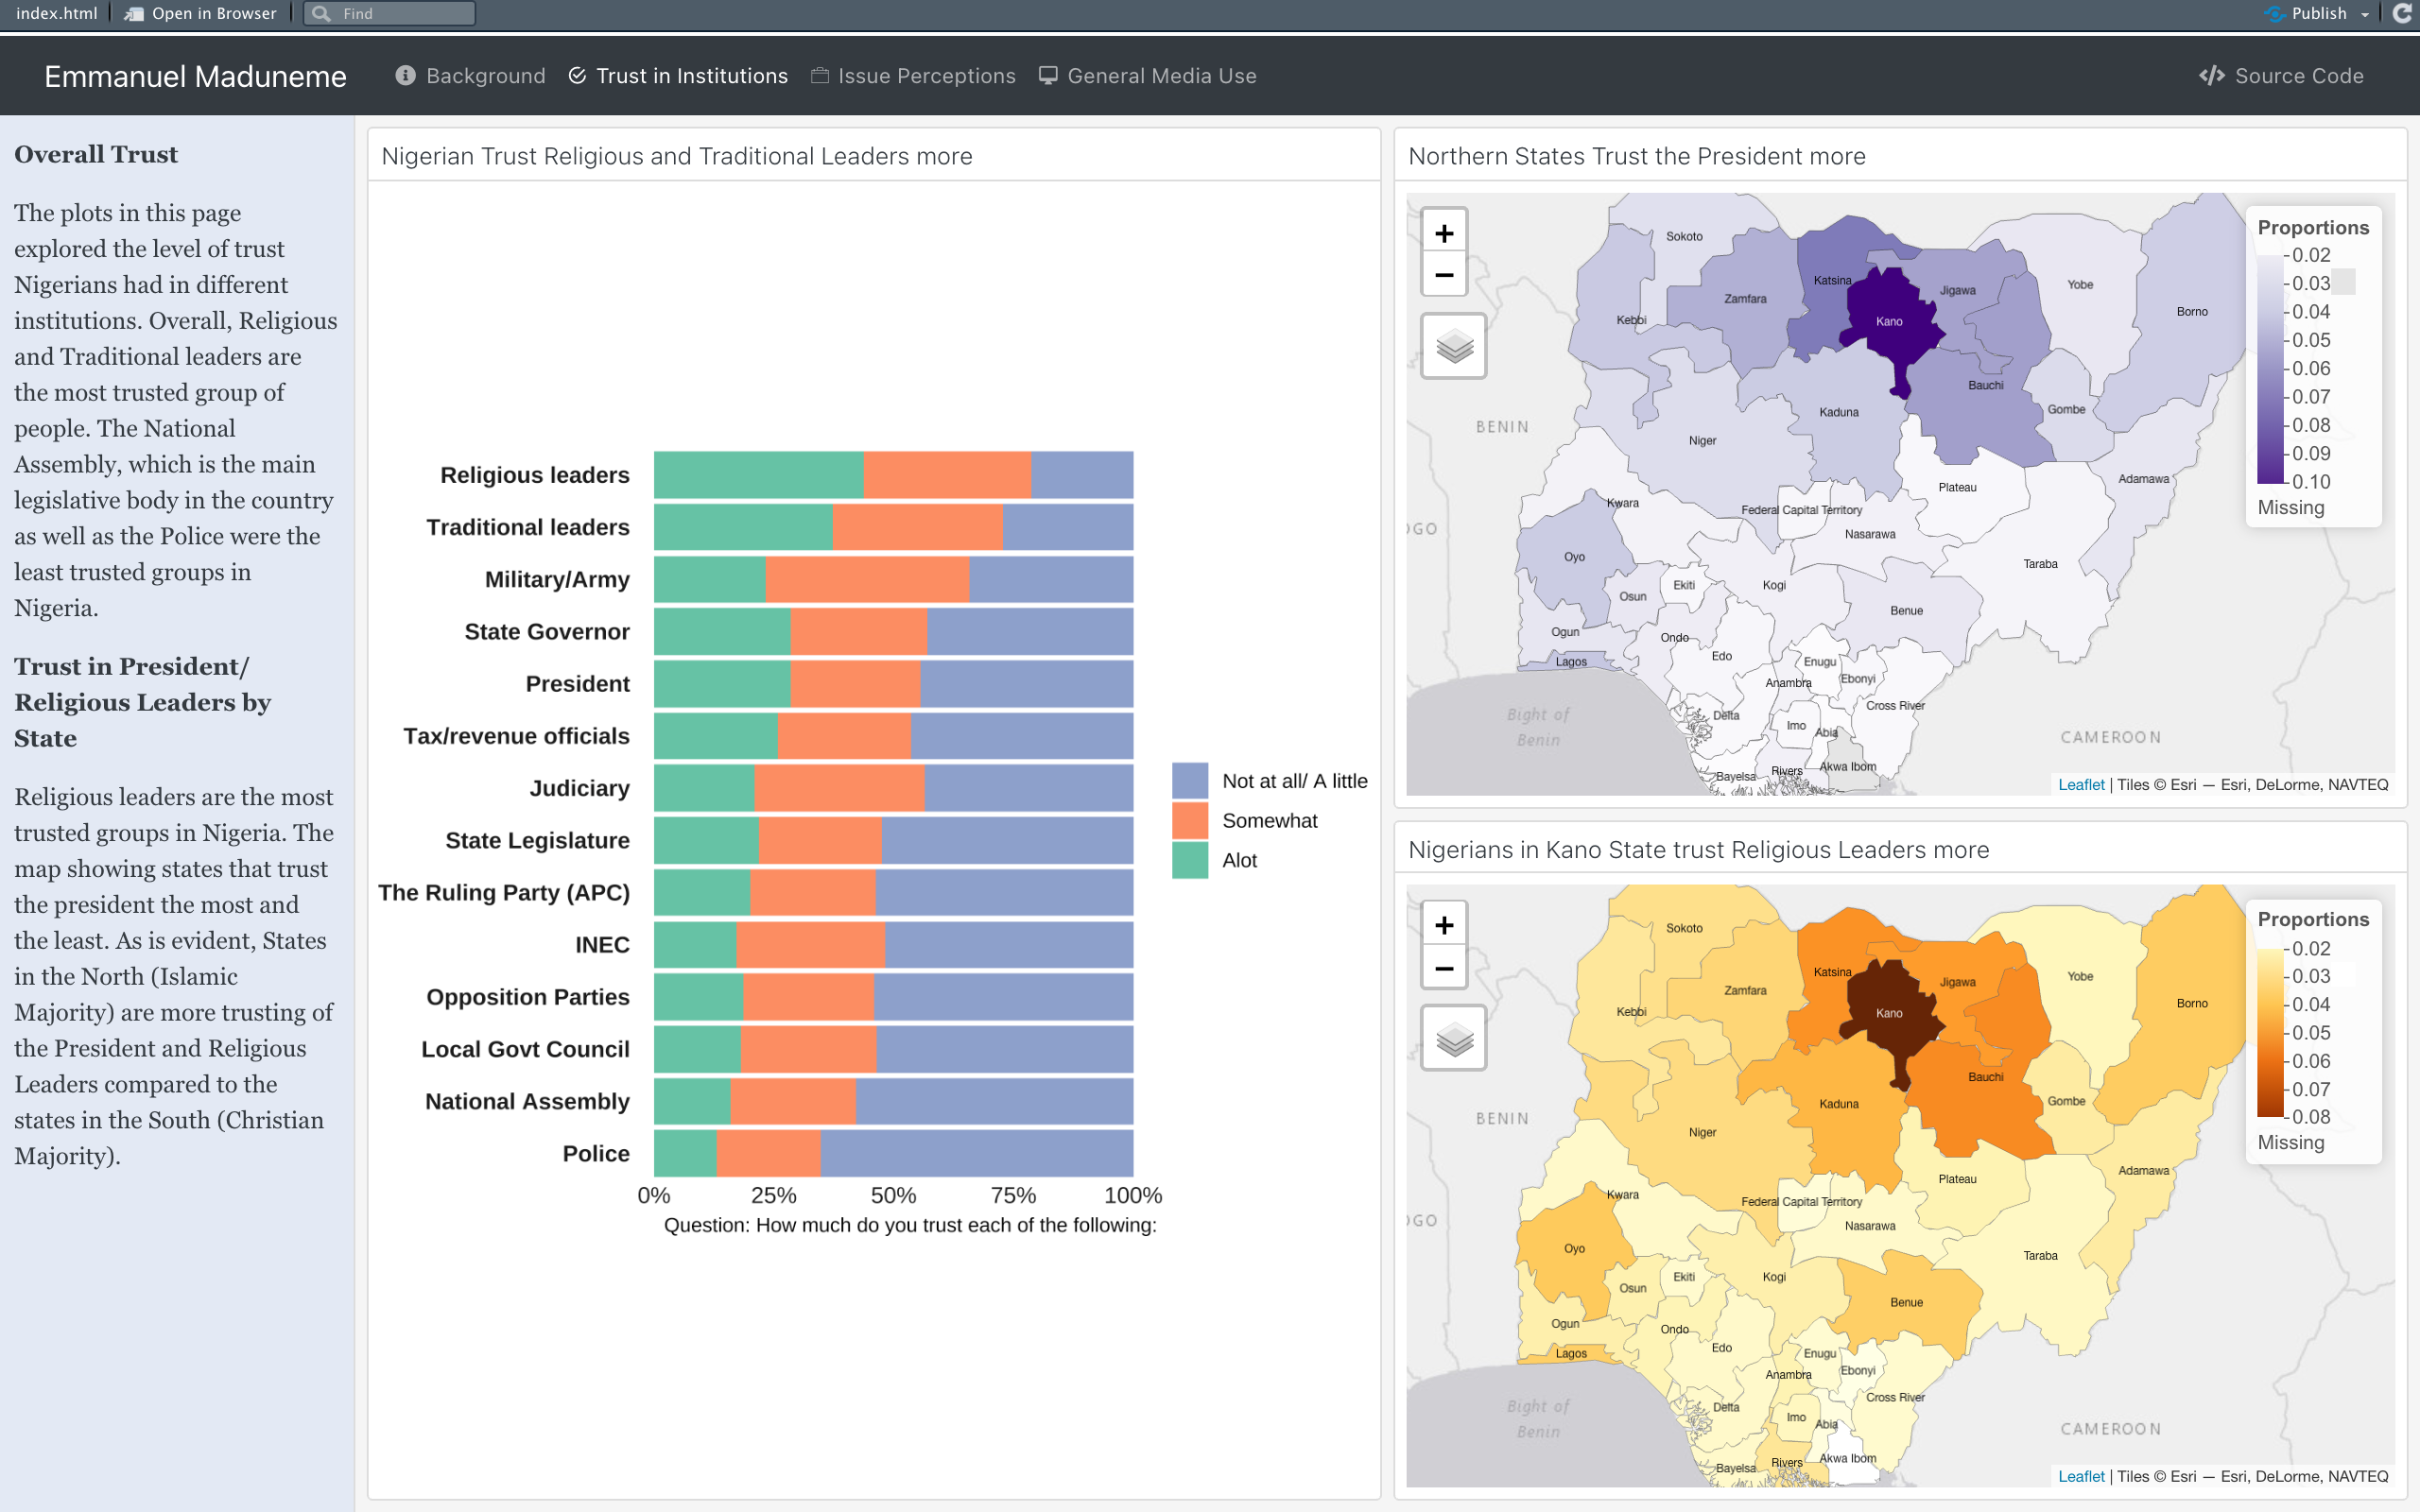 index.html
Open in Browser
Find
Publish
Emmanuel Maduneme
Background
Trust in Institutions
Issue Perceptions
General Media Use
Source Code
Overall Trust
The plots in this page
explored the level of trust
Nigerians had in different
institutions. Overall, Religious
and Traditional leaders are
the most trusted group of
people. The National
Assembly, which is the main
legislative body in the country
as well as the Police were the
least trusted groups in
Nigeria.
Trust in President/
Religious Leaders by
State
Religious leaders are the most
trusted groups in Nigeria. The
map showing states that trust
the president the most and
the least. As is evident, States
in the North (Islamic
Majority) are more trusting of
the President and Religious
Leaders compared to the
states in the South (Christian
Majority).
Nigerian Trust Religious and Traditional Leaders more
Religious leaders
Traditional leaders
Military/Army
State Governor
President
Tax/revenue officials
Judiciary
State Legislature
The Ruling Party (APC)
INEC
Opposition Parties
Local Govt Council
National Assembly
Police
0% 25% 50% 75% 100%
Question: How much do you trust each of the following:
Not at all/ A little
Somewhat
Alot
Northern States Trust the President more
+
−
Sokoto
Katsina
Jigawa
Yobe
Zamfara
Borno
Kebbi
Kano
Bauchi
Kaduna
Gombe
BENIN
Niger
Adamawa
Plateau
Kwara
Federal Capital Territory
OGO
Nasarawa
Oyo
Taraba
Ekiti
Kogi
Osun
Benue
Ogun
Ondo
Edo
Lagos
Enugu
Anambra
Ebonyi
Cross River
Bight of
Benin
Delta
Imo
Abia
CAMEROON
Akwa Ibom
Rivers
Bayelsa
Leaflet | Tiles © Esri — Esri, DeLorme, NAVTEQ
Proportions
0.02
0.03
0.04
0.05
0.06
0.07
0.08
0.09
0.10
Missing
Nigerians in Kano State trust Religious Leaders more
+
−
Sokoto
Katsina
Jigawa
Yobe
Zamfara
Borno
Kebbi
Kano
Bauchi
Kaduna
Gombe
BENIN
Niger
Adamawa
Plateau
Kwara
Federal Capital Territory
OGO
Nasarawa
Oyo
Taraba
Ekiti
Kogi
Osun
Benue
Ogun
Ondo
Edo
Lagos
Enugu
Anambra
Ebonyi
Cross River
Bight of
Benin
Delta
Imo
Abia
CAMEROON
Akwa Ibom
Rivers
Bayelsa
Leaflet | Tiles © Esri — Esri, DeLorme, NAVTEQ
Proportions
0.02
0.03
0.04
0.05
0.06
0.07
0.08
Missing